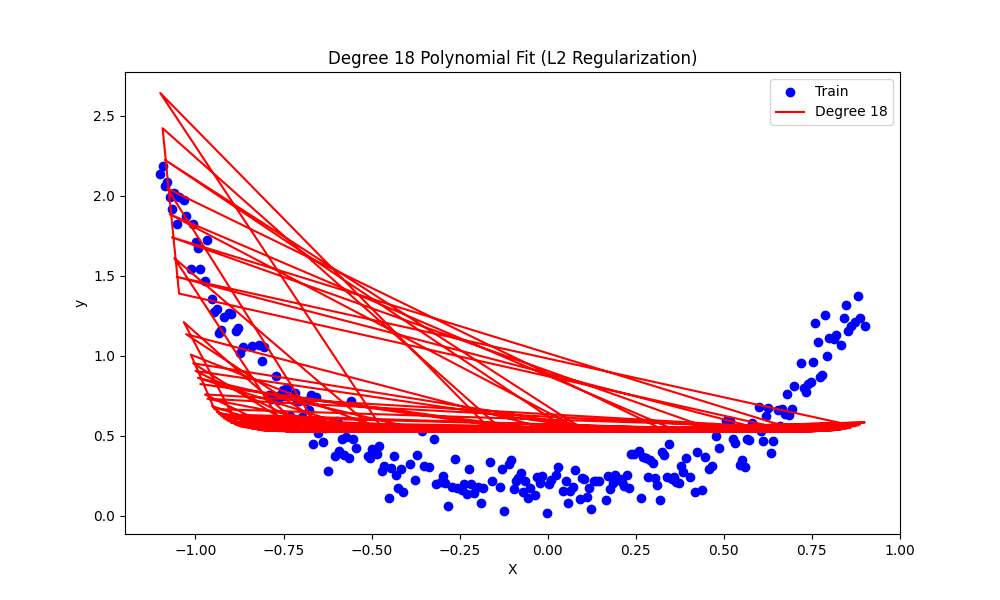 Degree 18 Polynomial Fit (L2 Regularization)
Train
Degree 18
2.5
2.0
1.5
1.0
0.5
0.0
y
−1.00 −0.75 −0.50 −0.25 0.00 0.25 0.50 0.75 1.00
X